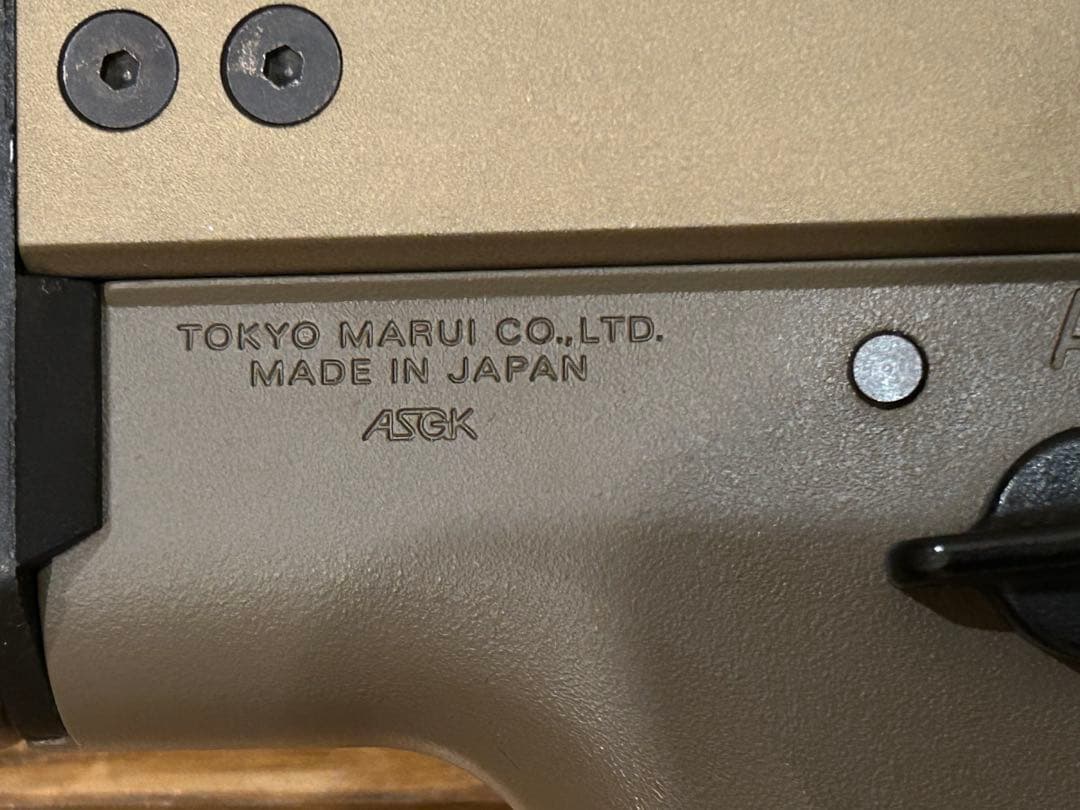 TOKYO MARUI CO.,LTD.
MADE IN JAPAN
ASGK
A